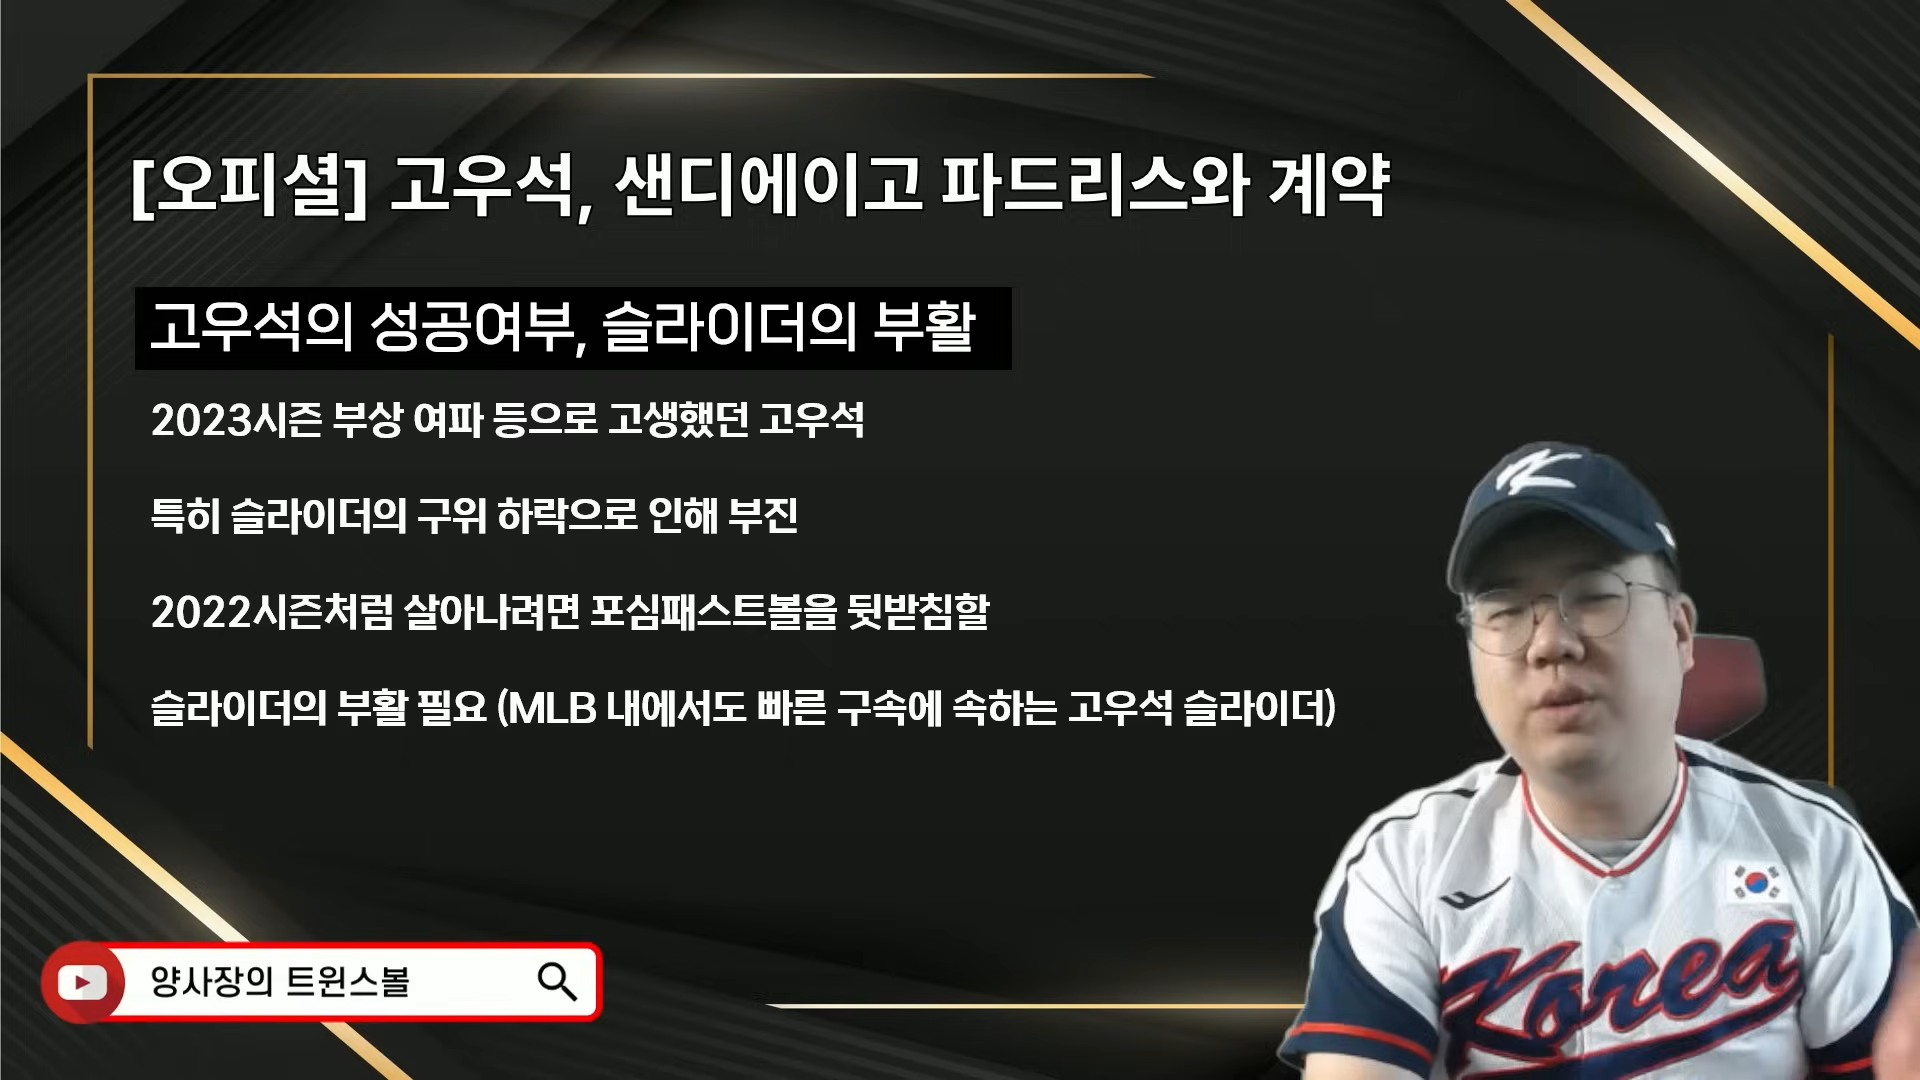 [오피셜] 고우석, 샌디에이고 파드리스와 계약
고우석의 성공여부, 슬라이더의 부활
2023시즌 부상 여파 등으로 고생했던 고우석
특히 슬라이더의 구위 하락으로 인해 부진
2022시즌처럼 살아나려면 포심패스트볼을 뒷받침할
슬라이더의 부활 필요 (MLB 내에서도 빠른 구속에 속하는 고우석 슬라이더)
K
Korea
양사장의 트윈스볼